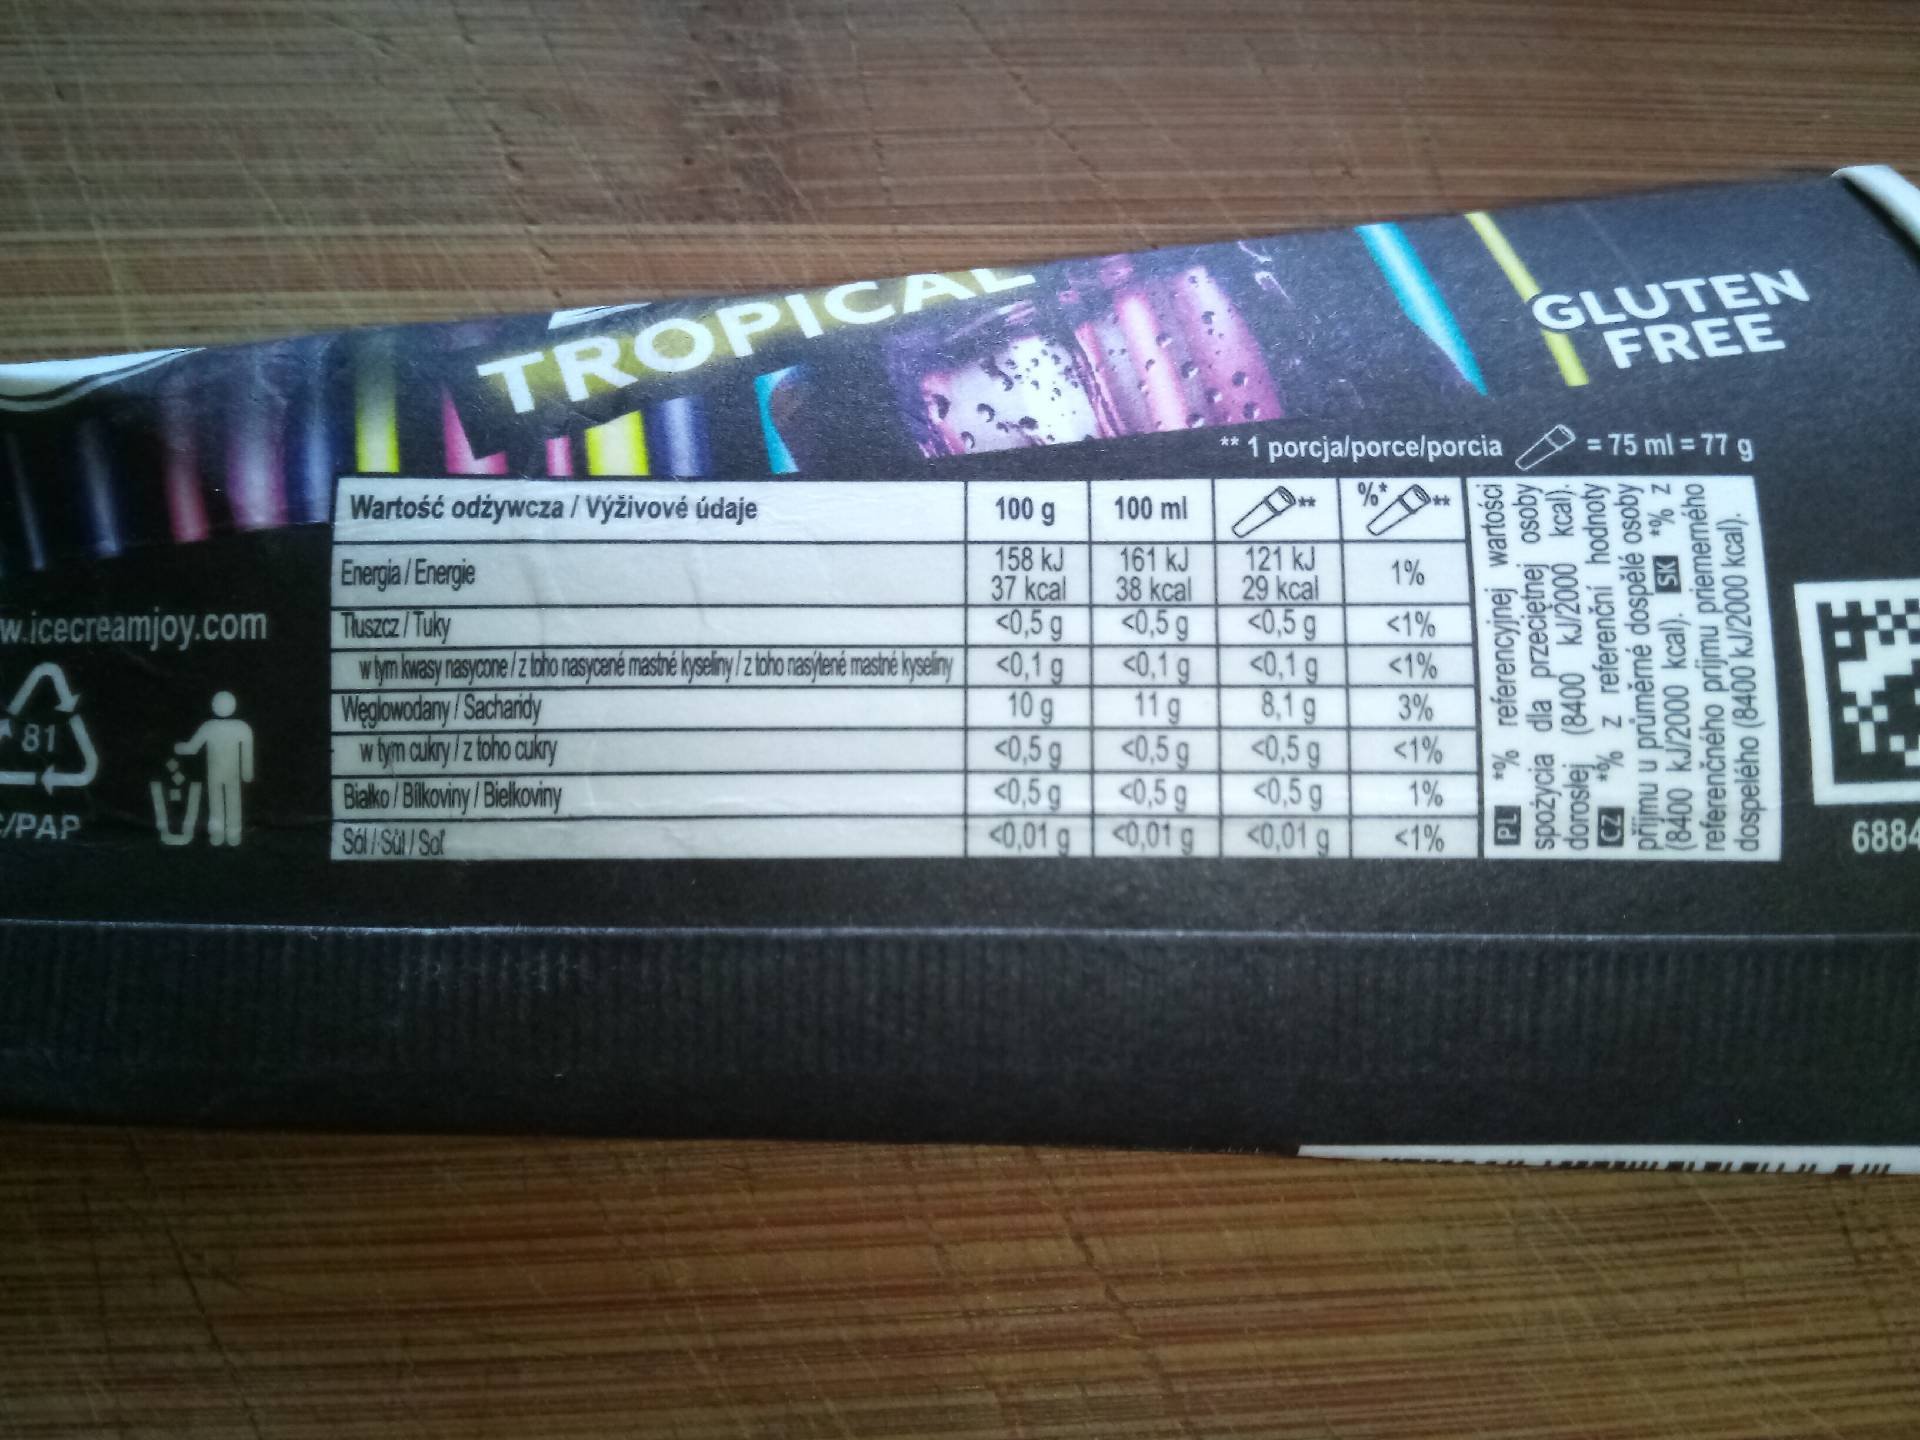 TROPICAL
GLUTEN
FREE
** 1 porcja/porce/porcia = 75 ml = 77 g
Wartość odżywcza / Výživové údaje 100 g 100 ml ** %* **
Energia / Energie 158 kJ 37 kcal 161 kJ 38 kcal 121 kJ 29 kcal 1%
Tłuszcz / Tuky <0,5 g <0,5 g <0,5 g <1%
w tym kwasy nasycone / z toho nasycené mastné kyseliny / z toho nasýtené mastné kyseliny <0,1 g <0,1 g <0,1 g <1%
Węglowodany / Sacharidy 10 g 11 g 8,1 g 3%
w tym cukry / z toho cukry <0,5 g <0,5 g <0,5 g <1%
Białko / Bílkoviny / Bielkoviny <0,5 g <0,5 g <0,5 g 1%
Sól / Sůl / Soľ <0,01 g <0,01 g <0,01 g <1%
PL *% referencyjnej wartości
spożycia dla przeciętnej osoby
dorosłej (8400 kJ/2000 kcal).
CZ *% z referenční hodnoty
příjmu u průměrné dospělé osoby
(8400 kJ/2000 kcal). SK *% z
referenčného príjmu priemerného
dospelého (8400 kJ/2000 kcal).
w.icecreamjoy.com
81
/PAP
6884